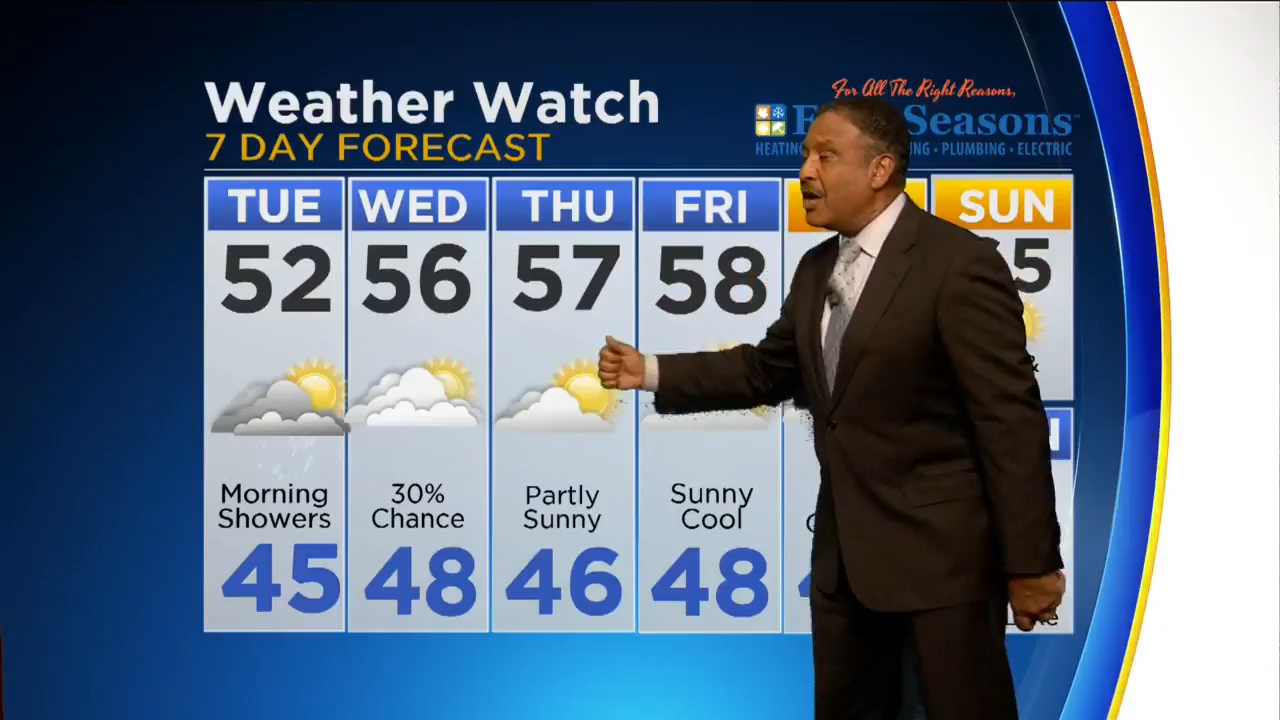 Weather Watch
7 DAY FORECAST
For All The Right Reasons,
Seasons
HEATING
PLUMBING • ELECTRIC
TUE
WED
THU
FRI
SUN
52
56
57
58
5
&
Morning
Showers
30%
Chance
Partly
Sunny
Sunny
Cool
45
48
46
48